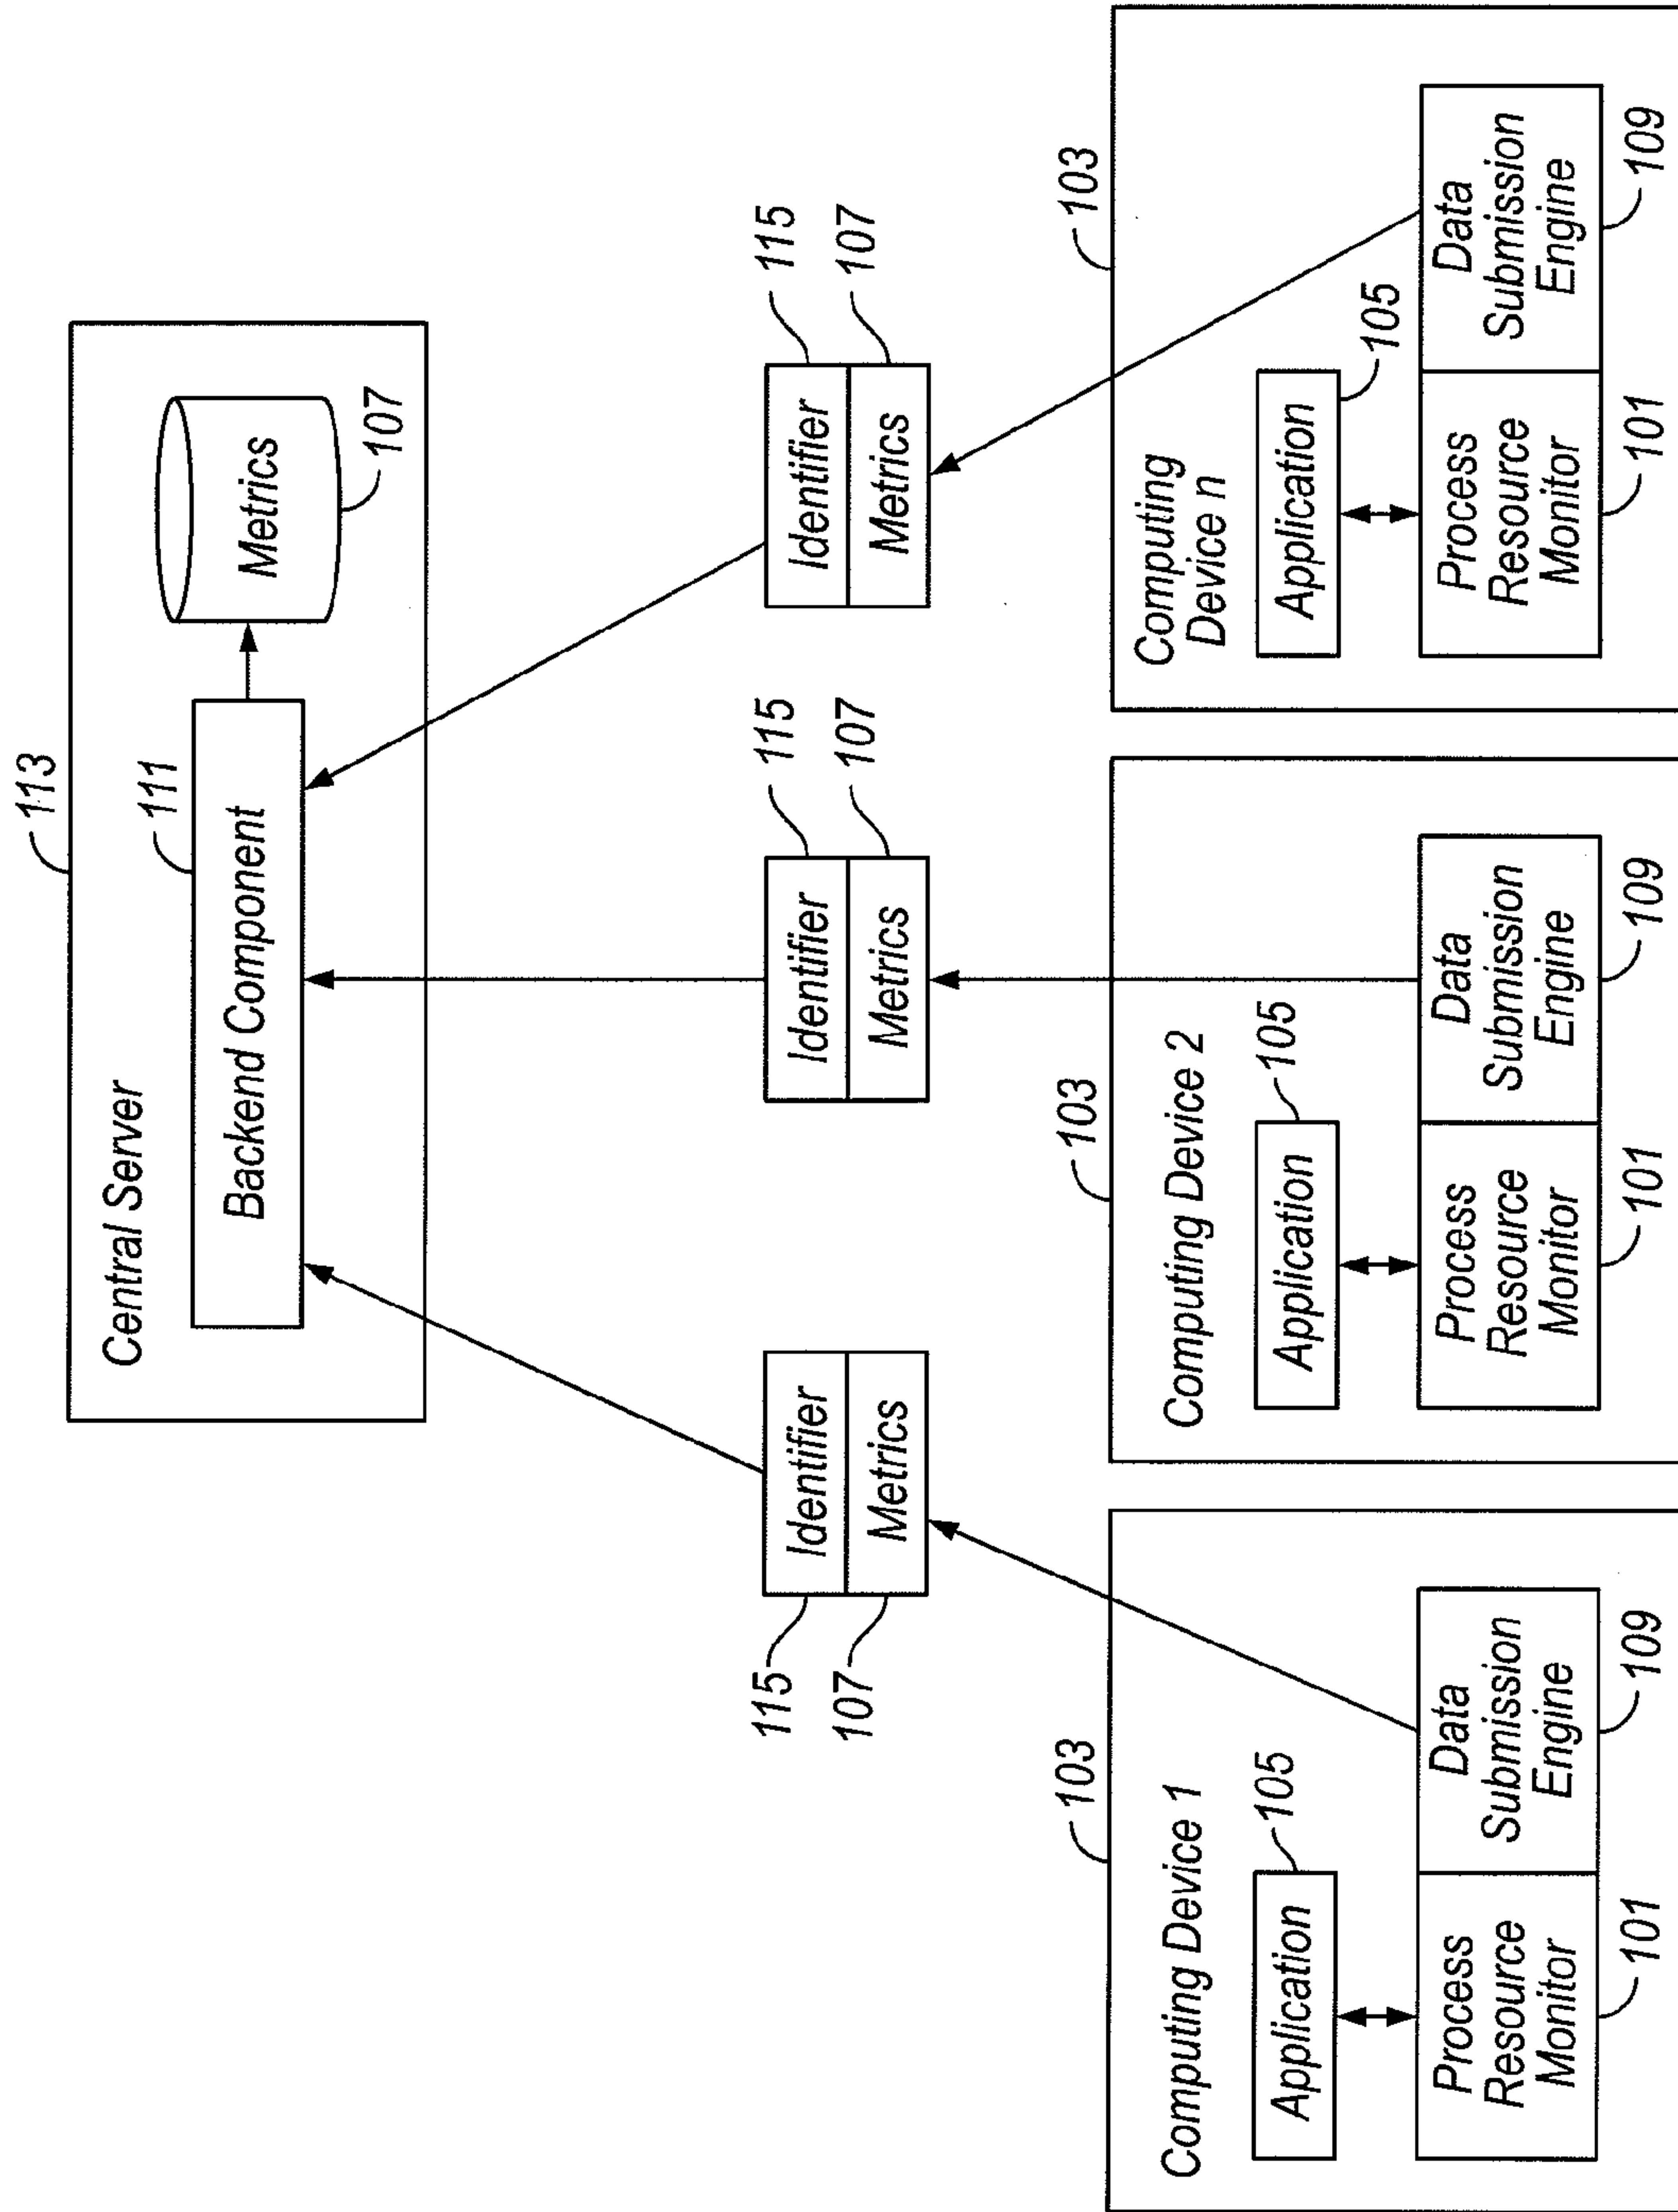 113
Central Server
111
Backend Component
Metrics
107
115
Identifier
107
Metrics
Identifier
115
Metrics
107
Identifier
115
Metrics
107
103
Computing Device 1
Application
105
Process
Resource
Monitor
101
Data
Submission
Engine
109
103
Computing Device 2
Application
105
Process
Resource
Monitor
101
Data
Submission
Engine
109
103
Computing
Device n
Application
105
Process
Resource
Monitor
101
Data
Submission
Engine
109